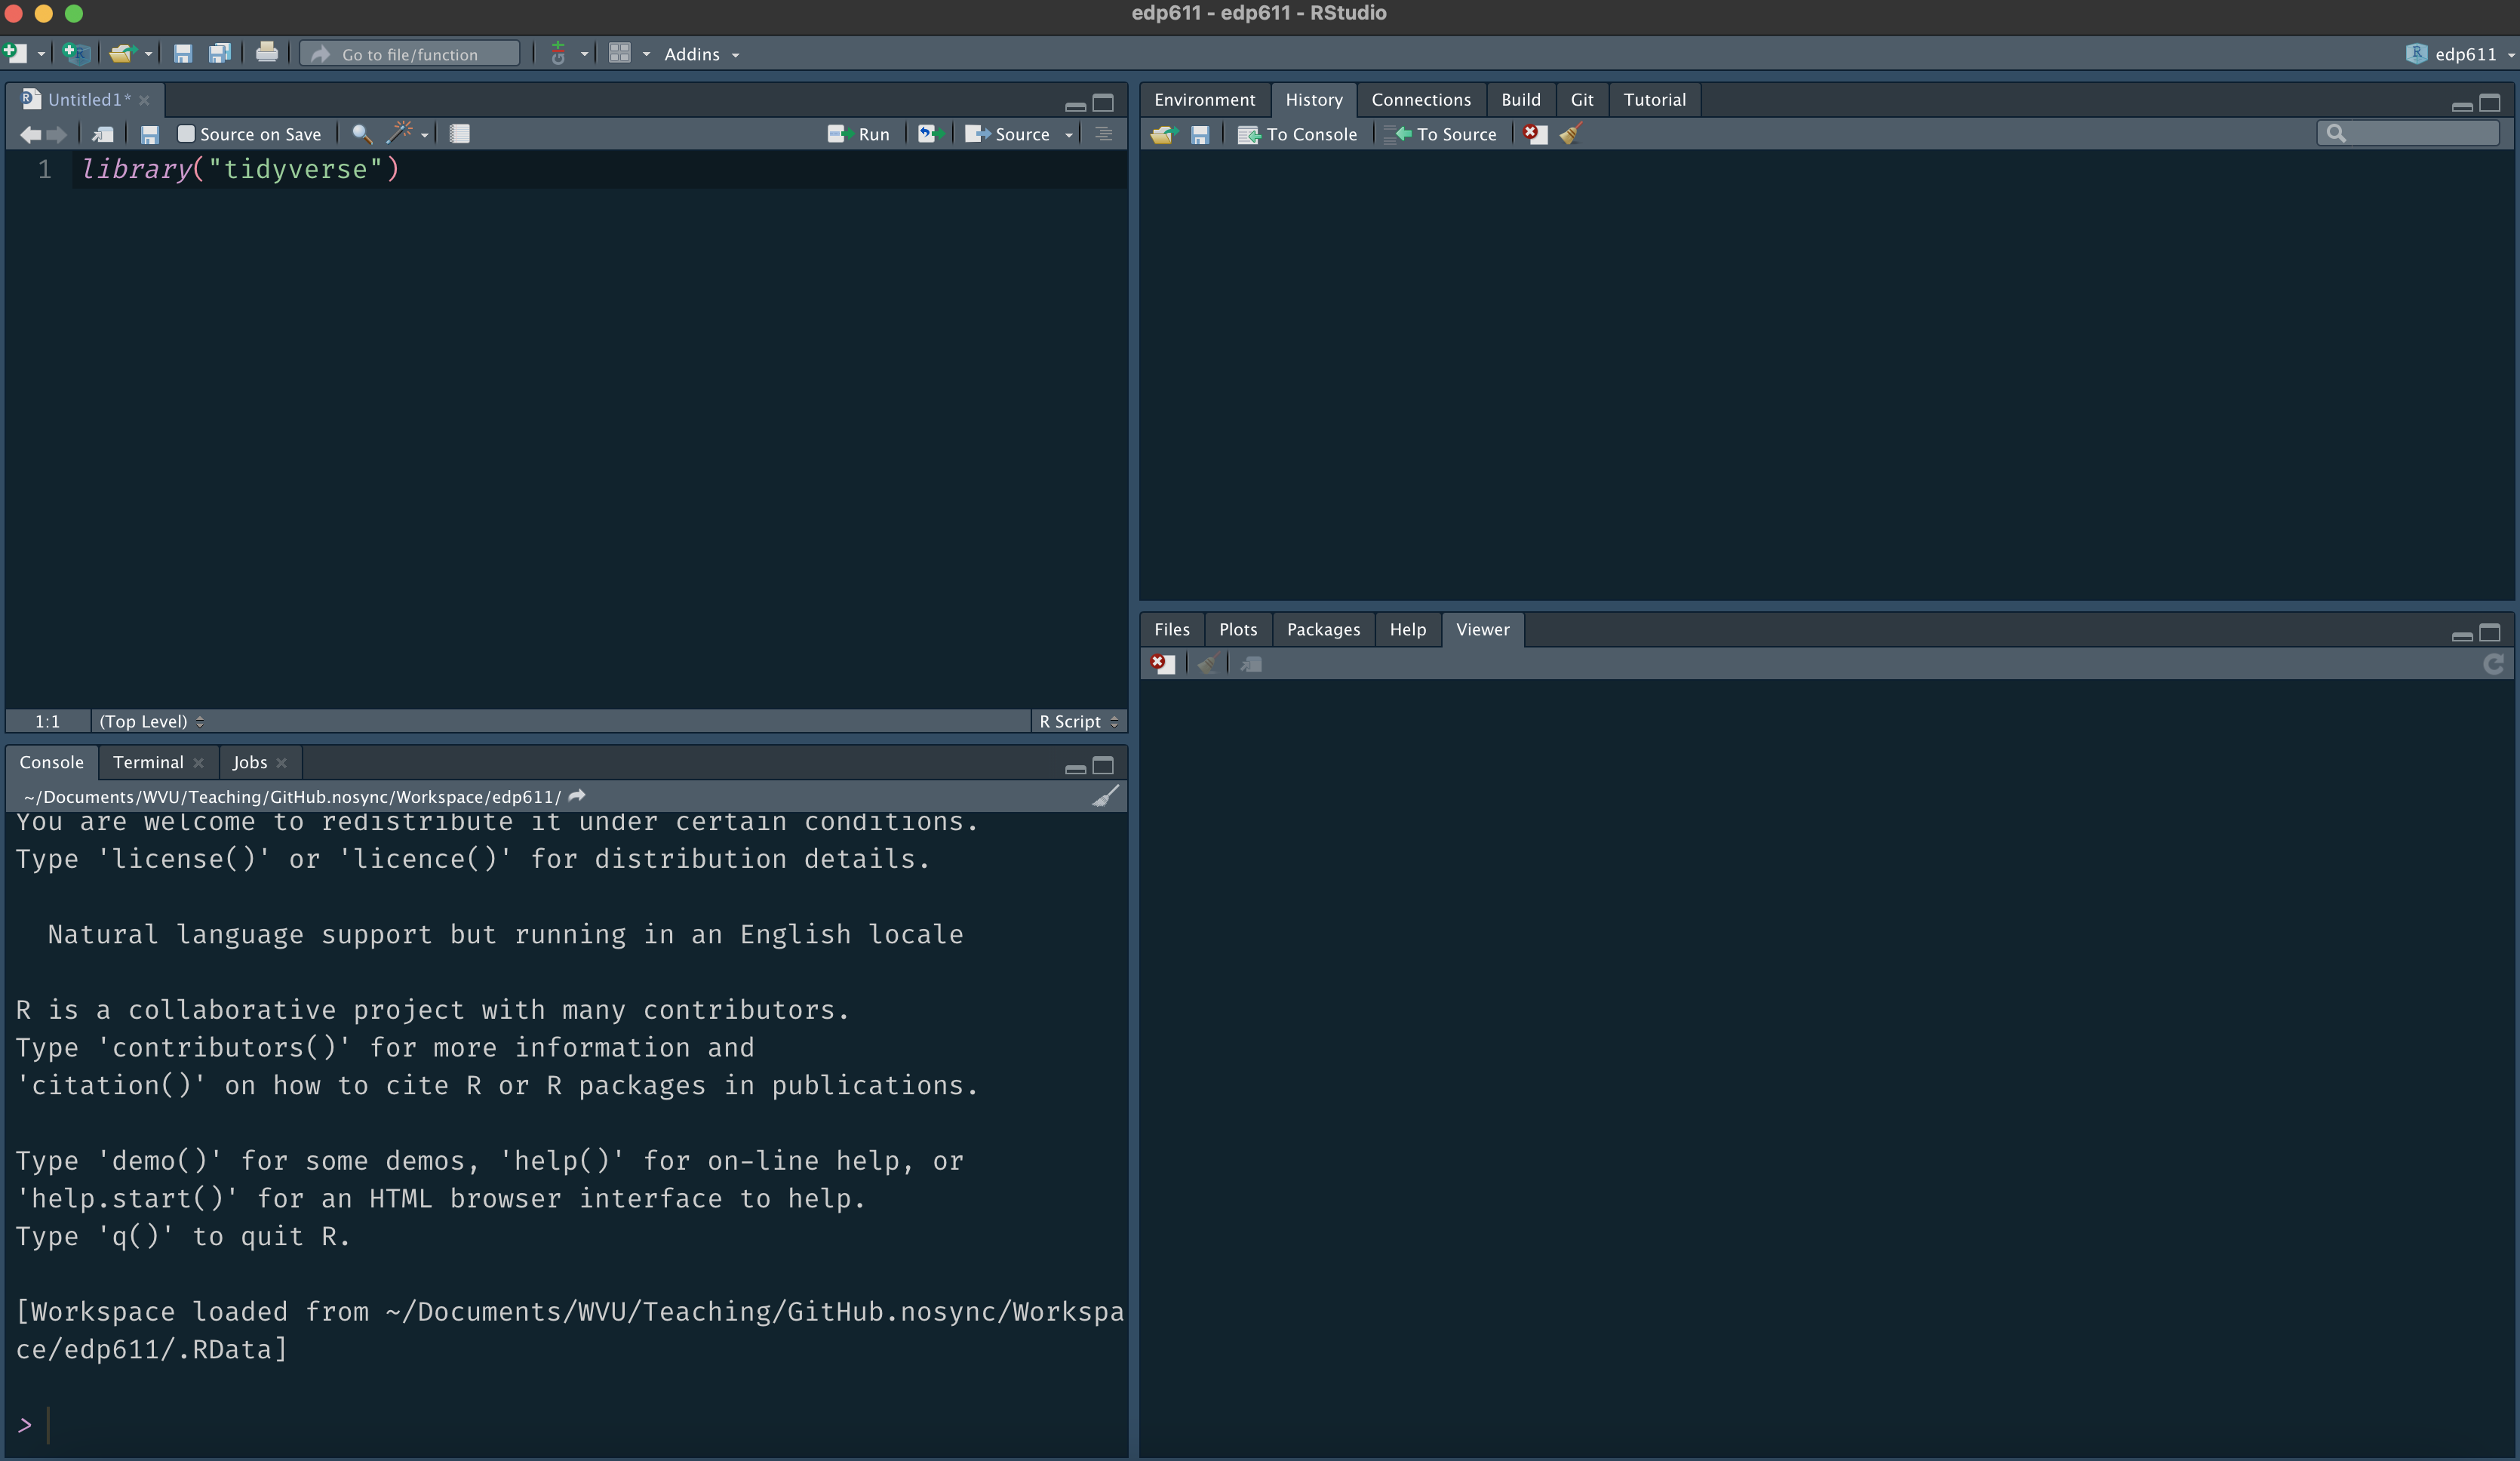 edp611 - edp611 - RStudio
Go to file/function
Addins
edp611
Untitled1*
Source on Save
Run
Source
1 library("tidyverse")
1:1 (Top Level) R Script
Console Terminal Jobs
~/Documents/WVU/Teaching/GitHub.nosync/Workspace/edp611/
You are welcome to redistribute it under certain conditions.
Type 'license()' or 'licence()' for distribution details.
Natural language support but running in an English locale
R is a collaborative project with many contributors.
Type 'contributors()' for more information and
'citation()' on how to cite R or R packages in publications.
Type 'demo()' for some demos, 'help()' for on-line help, or
'help.start()' for an HTML browser interface to help.
Type 'q()' to quit R.
[Workspace loaded from ~/Documents/WVU/Teaching/GitHub.nosync/Workspa
ce/edp611/.RData]
>
Environment History Connections Build Git Tutorial
To Console To Source
Files Plots Packages Help Viewer